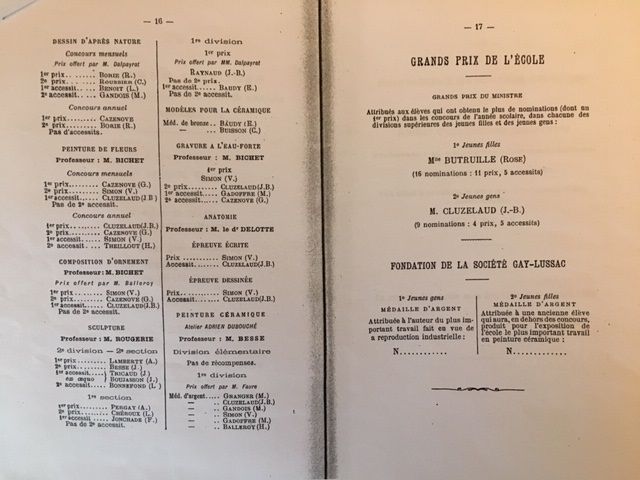 — 16 —
DESSIN D'APRÈS NATURE
Concours mensuels
Prix offert par M. Dalpayrat
1er prix........ BORIE (R.)
2e prix........ ROUSSIER (C.)
1er accessit.... BENOIT (L.)
2e accessit.... GANDOIS (M.)
Concours annuel
1er prix........ CAZENOVE
2e prix........ BORIE (R.)
Pas d'accessits.
PEINTURE DE FLEURS
Professeur : M. BICHET
Concours mensuels
1er prix........ CAZENOVE (G.)
2e prix........ SIMON (V.)
1er accessit.... CLUZELAUD (J.B.)
Pas de 2e accessit.
Concours annuel
1er prix........ CLUZELAUD(J.B.)
2e prix........ CAZENOVE (G.)
1er accessit.... SIMON (V.)
2e accessit.... THEILLOUT (H.)
COMPOSITION D'ORNEMENT
Professeur : M. BICHET
Prix offert par M. Balleroy
1er prix........ SIMON (V.)
2e prix........ CAZENOVE (G.)
1er accessit.... CLUZELAUD(J.B.)
SCULPTURE
Professeur : M. ROUGERIE
2e division — 2e section
1er prix........ LAMBERTY (A.)
2e prix........ BESSE (J.)
1er accessit.... TRICAUD (J.)
ex æquo BOUJASSON (J.)
2e accessit.... BONNEFOND (L.)
1re section
1er prix........ PERGAY (A.)
2e prix........ CHÉROUX (L.)
1er accessit.... JONCHADE (F.)
Pas de 2e accessit.
1re division
1er prix
Prix offert par MM. Dalpayrat
RAYNAUD (J.-B.)
Pas de 2e prix.
1er accessit.... BAUDY (E.)
Pas de 2e accessit.
MODÈLES POUR LA CÉRAMIQUE
Méd. de bronze.. BAUDY (E.)
— BUISSON (C.)
GRAVURE A L'EAU-FORTE
Professeur : M. BICHET
1er prix
SIMON (V.)
2e prix........ CLUZELAUD(J.B.)
1er accessit.... GADOFFRE (M.)
2e accessit.... CAZENOVE (G.)
ANATOMIE
Professeur : M. le dr DELOTTE
ÉPREUVE ÉCRITE
Prix............ SIMON (V.)
Accessit........ CLUZELAUD(J.B.)
ÉPREUVE DESSINÉE
Prix............ SIMON (V.)
Accessit........ CLUZELAUD(J.B.)
PEINTURE CÉRAMIQUE
Atelier ADRIEN DUBOUCHÉ
Professeur : M. BESSE
Division élémentaire
Pas de récompenses.
1re division
Prix offert par M. Faure
Méd. d'argent..... GRANGER (M.)
— CLUZELAUD(J.B.)
— GANDOIS (M.)
— SIMON (V.)
— GADOFFRE (M.)
— BALLEROY (H.)
— 17 —
GRANDS PRIX DE L'ÉCOLE
GRANDS PRIX DU MINISTRE
Attribués aux élèves qui ont obtenu le plus de nominations (dont un
1er prix) dans les concours de l'année scolaire, dans chacune des
divisions supérieures des jeunes filles et des jeunes gens :
1o Jeunes filles
Mlle BUTRUILLE (ROSE)
(16 nominations : 11 prix, 5 accessits)
2o Jeunes gens
M. CLUZELAUD (J.-B.)
(9 nominations : 4 prix, 5 accessits)
FONDATION DE LA SOCIÉTÉ GAY-LUSSAC
1o Jeunes gens
MÉDAILLE D'ARGENT
Attribuée à l'auteur du plus im-
portant travail fait en vue de
a reproduction industrielle :
N............
2o Jeunes filles
MÉDAILLE D'ARGENT
Attribuée à une ancienne élève
qui aura, en dehors des concours,
produit pour l'exposition de
l'école le plus important travail
en peinture céramique :
N............